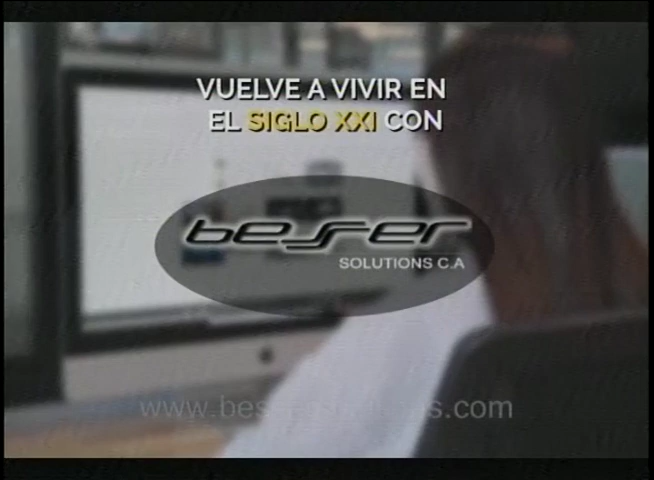 VUELVE A VIVIR EN
EL SIGLO XXI CON
besser
SOLUTIONS C.A